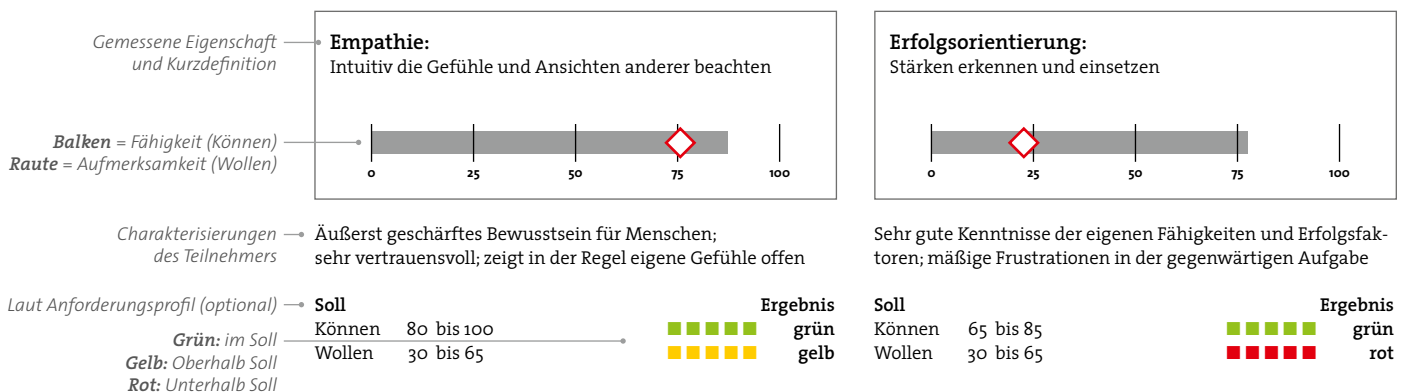 Gemessene Eigenschaft
und Kurzdefinition
Empathie:
Intuitiv die Gefühle und Ansichten anderer beachten
Erfolgsorientierung:
Stärken erkennen und einsetzen
Balken = Fähigkeit (Können)
Raute = Aufmerksamkeit (Wollen)
0 25 50 75 100
0 25 50 75 100
Charakterisierungen
des Teilnehmers
Äußerst geschärftes Bewusstsein für Menschen;
sehr vertrauensvoll; zeigt in der Regel eigene Gefühle offen
Sehr gute Kenntnisse der eigenen Fähigkeiten und Erfolgsfak-
toren; mäßige Frustrationen in der gegenwärtigen Aufgabe
Laut Anforderungsprofil (optional)
Grün: im Soll
Gelb: Oberhalb Soll
Rot: Unterhalb Soll
Soll Ergebnis
Können 80 bis 100 grün
Wollen 30 bis 65 gelb
Soll Ergebnis
Können 65 bis 85 grün
Wollen 30 bis 65 rot